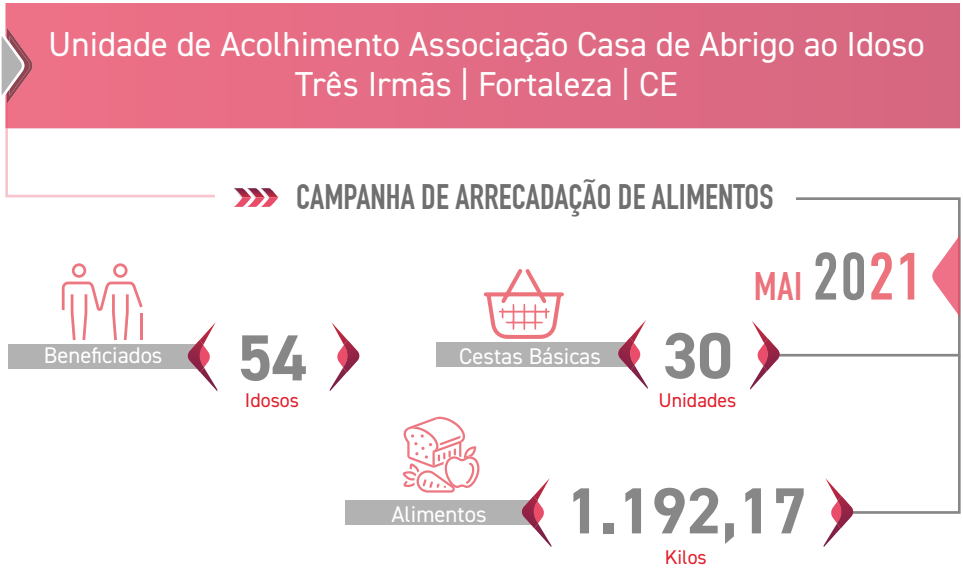 Unidade de Acolhimento Associação Casa de Abrigo ao Idoso
Três Irmãs | Fortaleza | CE
CAMPANHA DE ARRECADAÇÃO DE ALIMENTOS
MAI 2021
Beneficiados
54
Idosos
Cestas Básicas
30
Unidades
Alimentos
1.192,17
Kilos